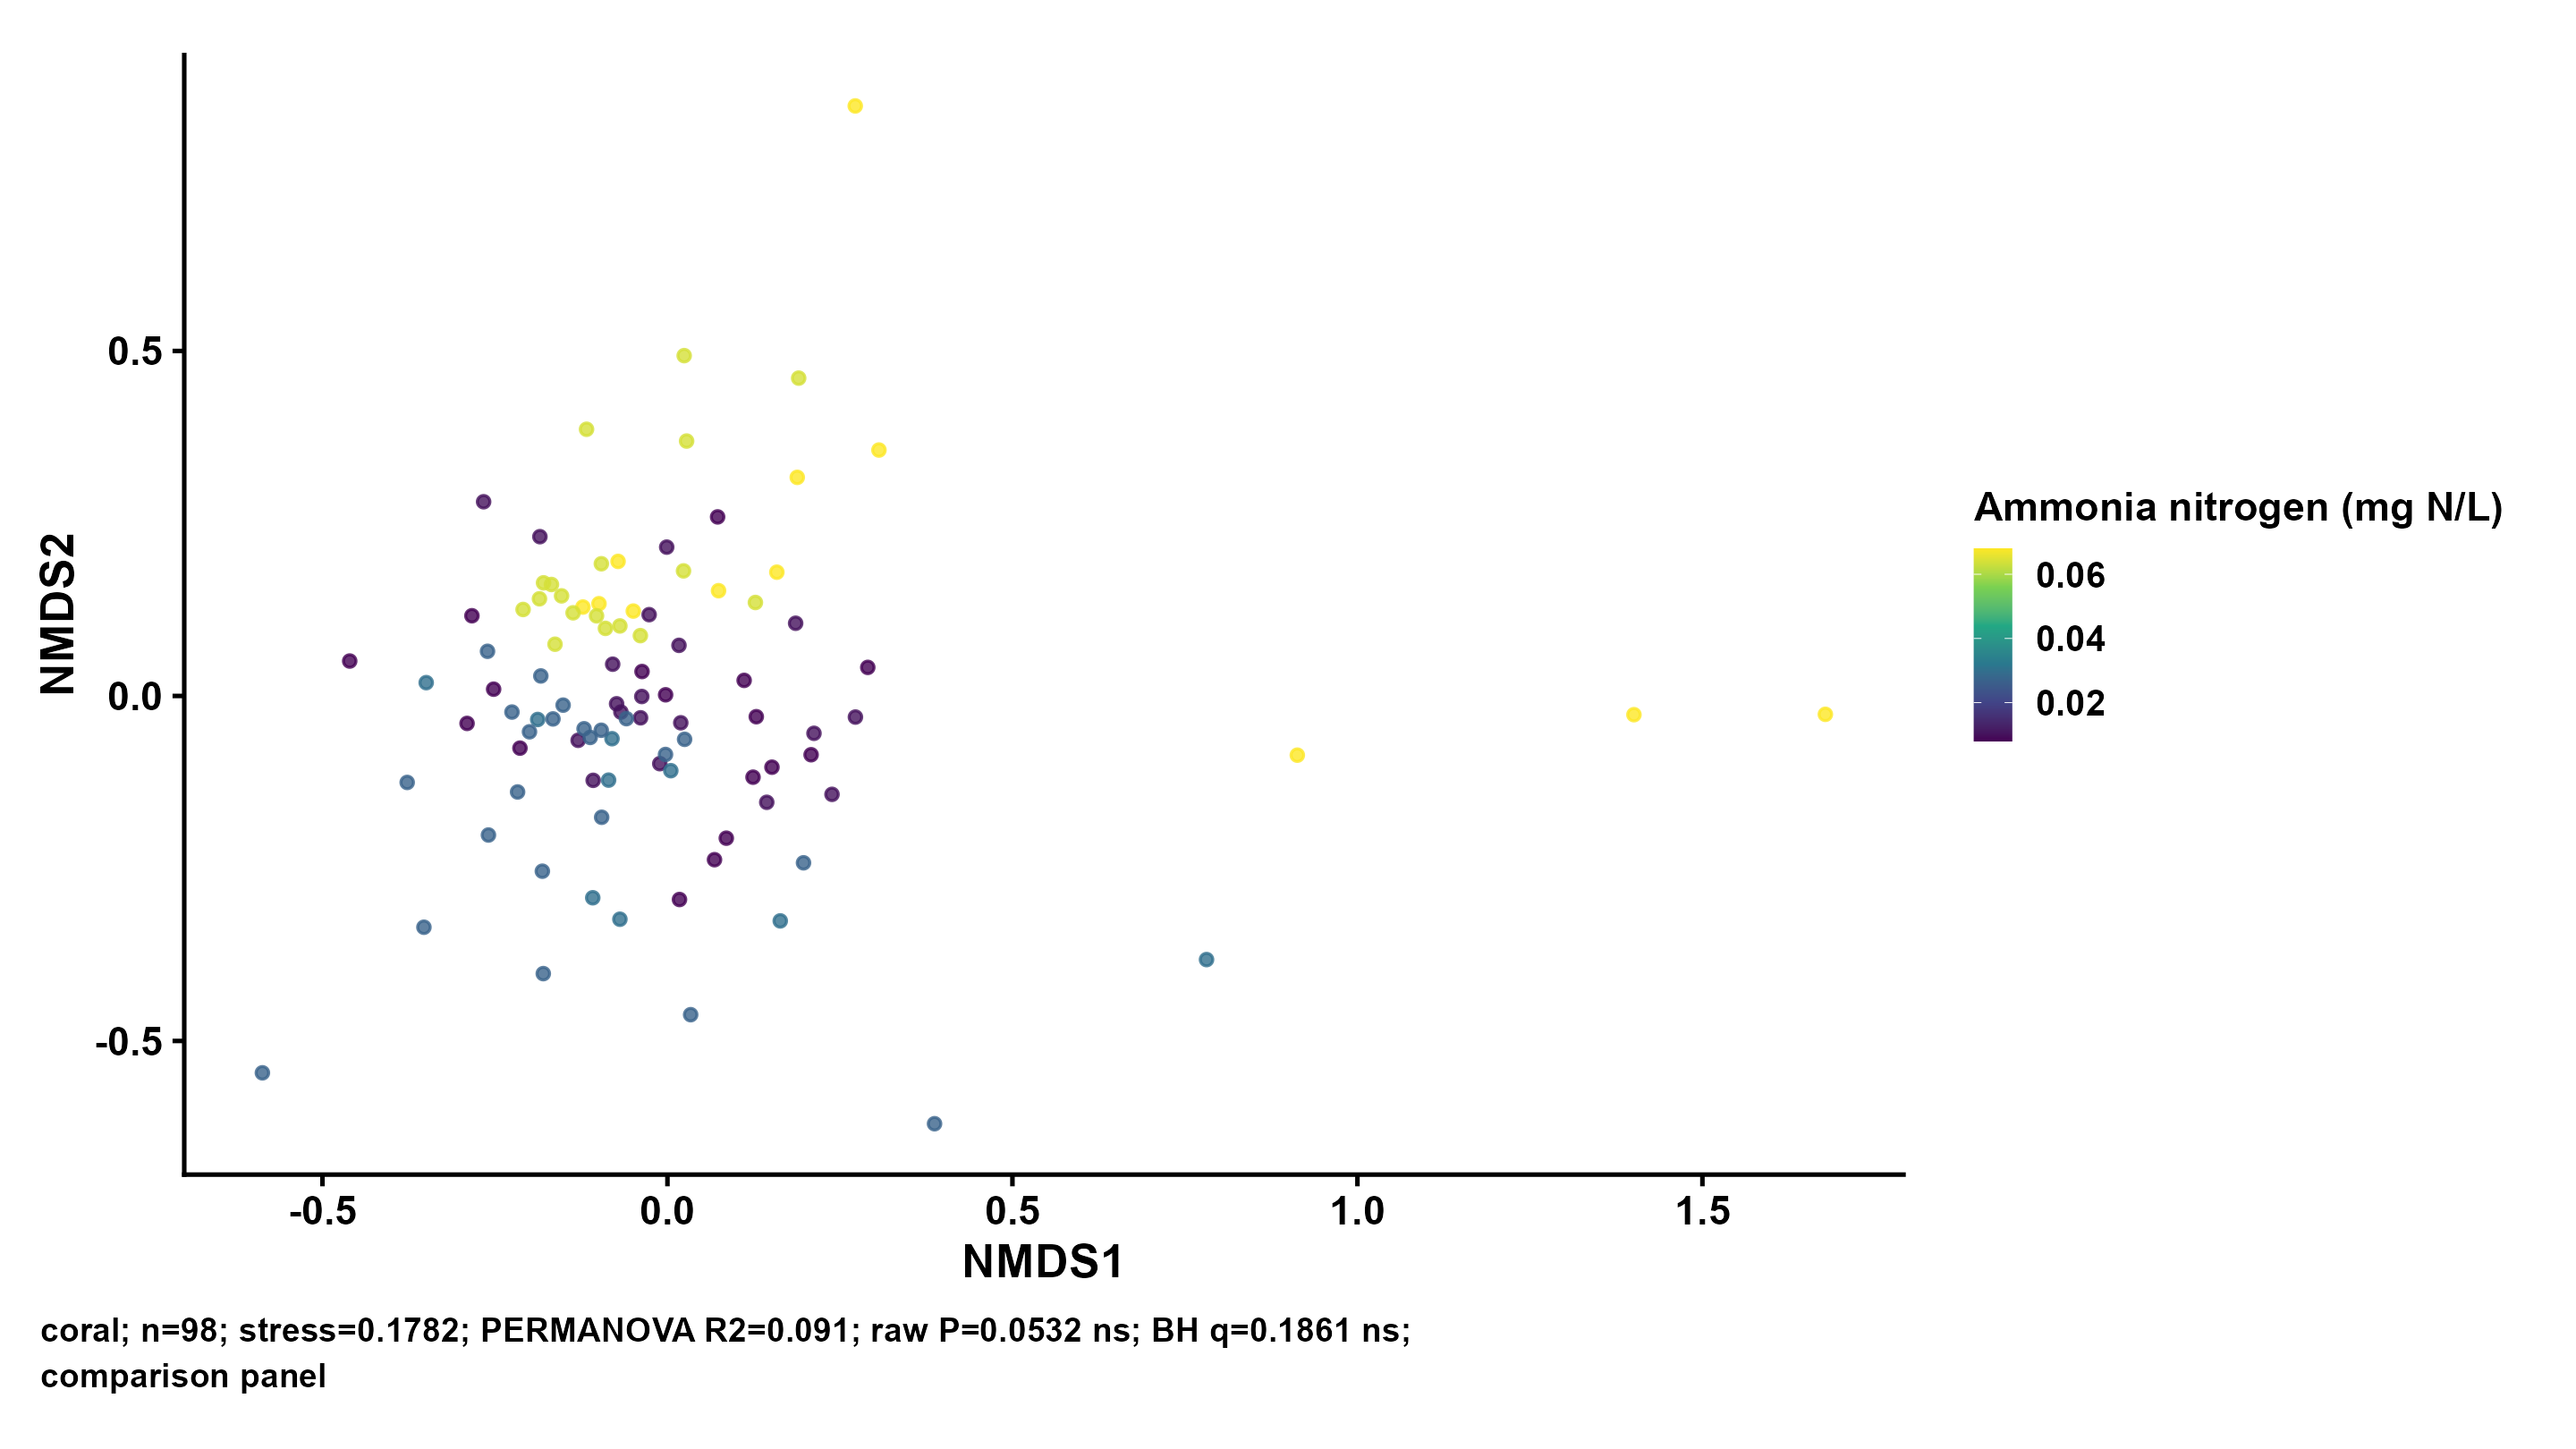 0.5
0.0
-0.5
NMDS2
-0.5 0.0 0.5 1.0 1.5
NMDS1
Ammonia nitrogen (mg N/L)
0.06
0.04
0.02
coral; n=98; stress=0.1782; PERMANOVA R2=0.091; raw P=0.0532 ns; BH q=0.1861 ns;
comparison panel